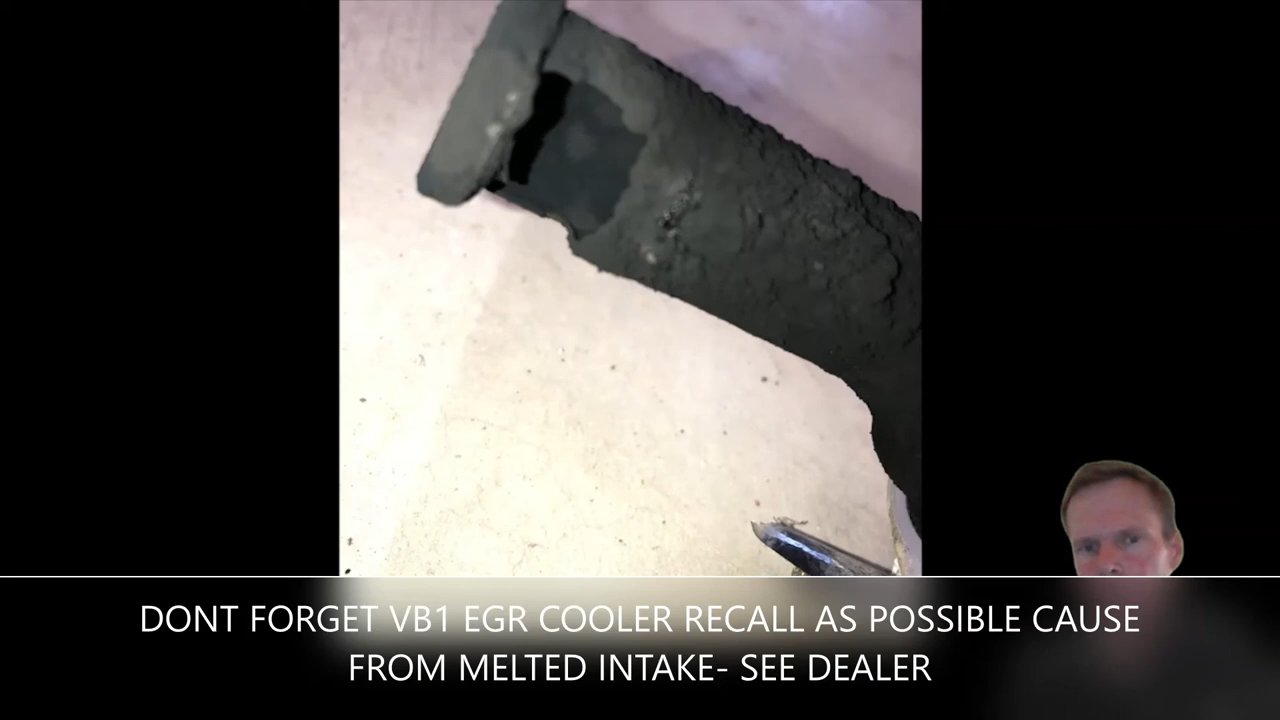 DONT FORGET VB1 EGR COOLER RECALL AS POSSIBLE CAUSE
FROM MELTED INTAKE- SEE DEALER